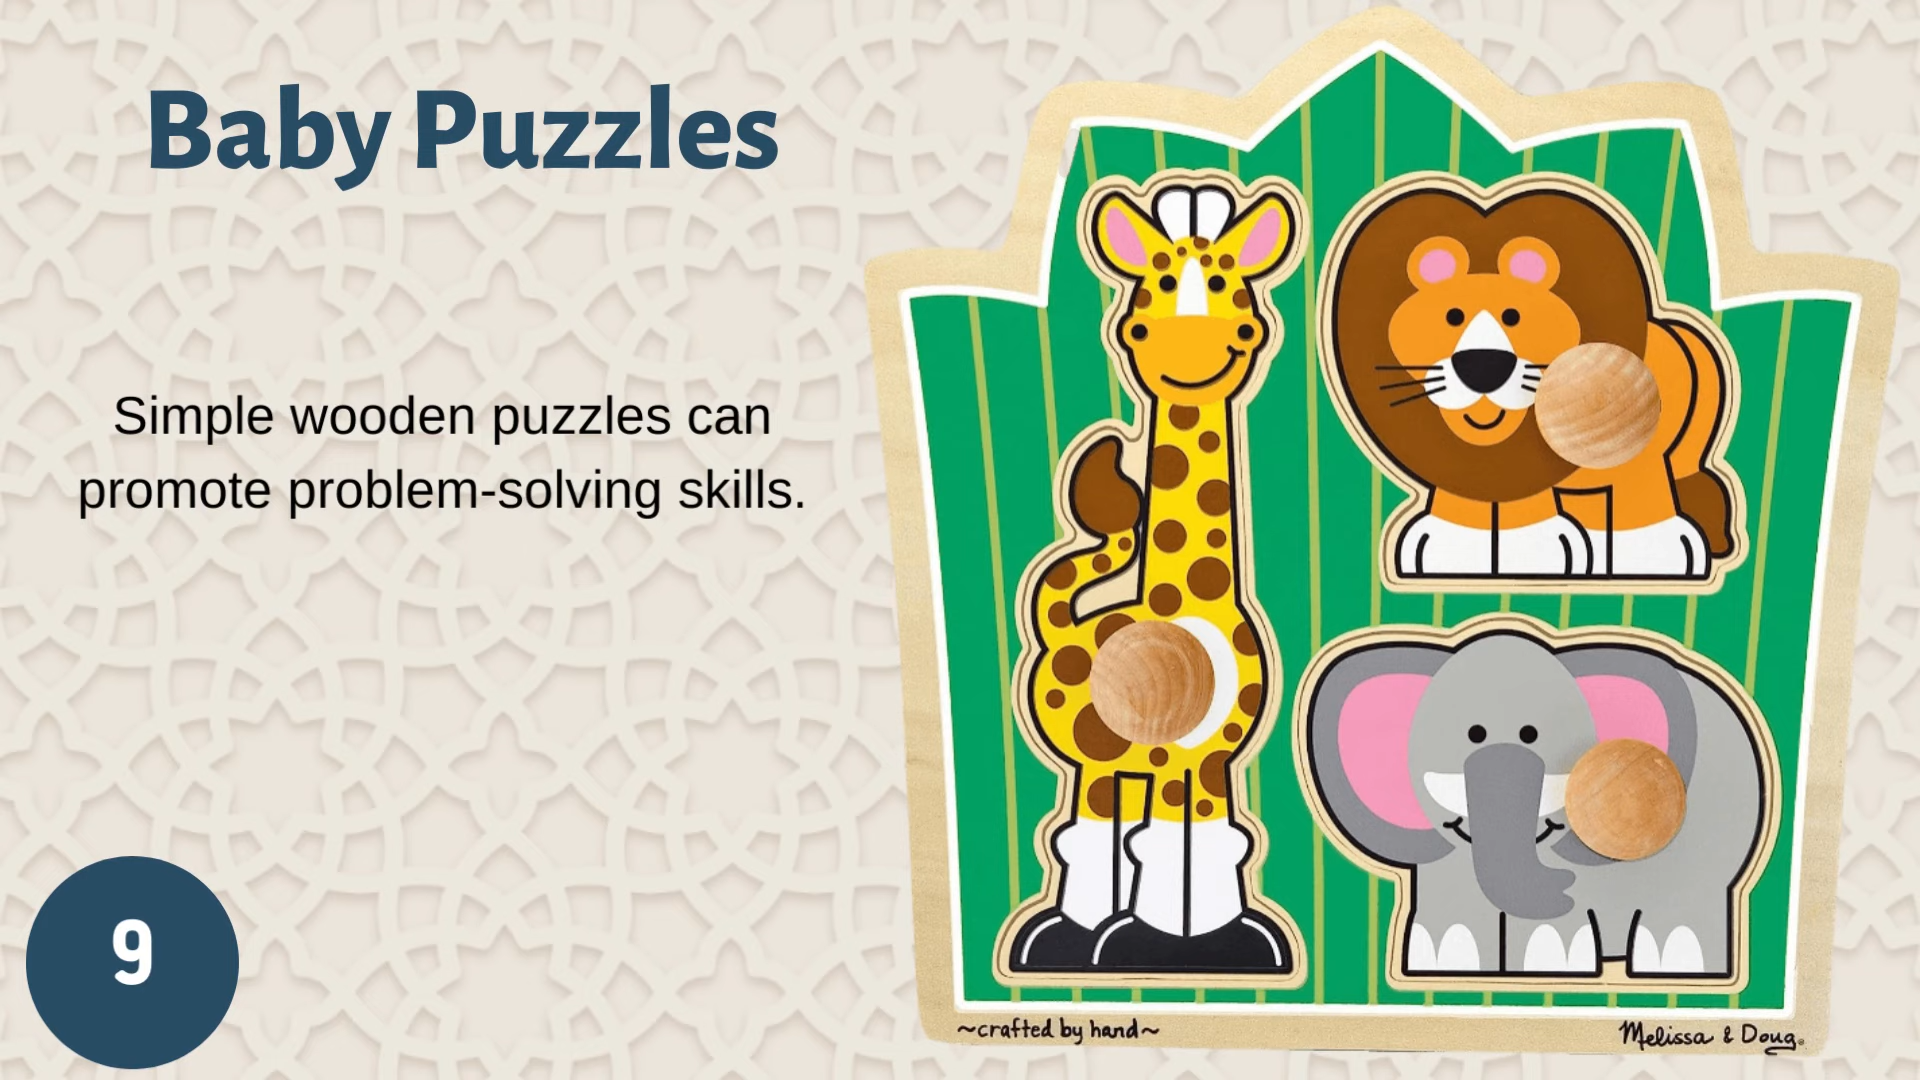 Baby Puzzles
Simple wooden puzzles can
promote problem-solving skills.
9
~crafted by hand~
Melissa & Doug®